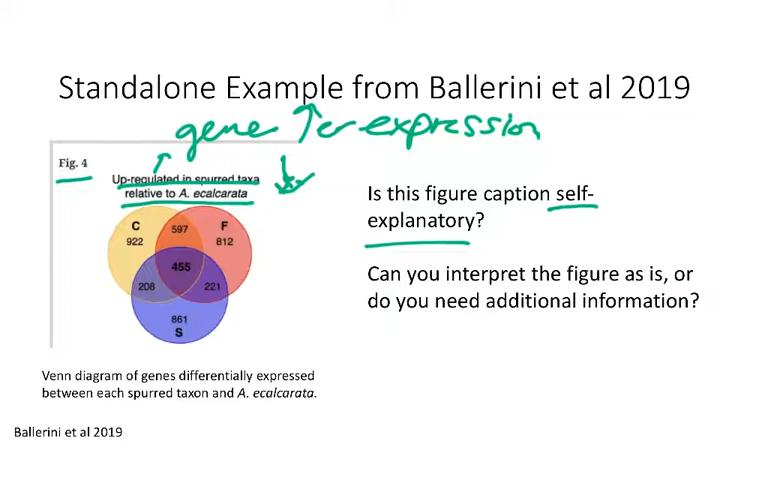 Standalone Example from Ballerini et al 2019
gene ↑ or expression
Fig. 4
Up-regulated in spurred taxa
relative to A. ecalcarata
C
922
597
F
812
455
208
221
861
S
Is this figure caption self-
explanatory?
Can you interpret the figure as is, or
do you need additional information?
Venn diagram of genes differentially expressed
between each spurred taxon and A. ecalcarata.
Ballerini et al 2019